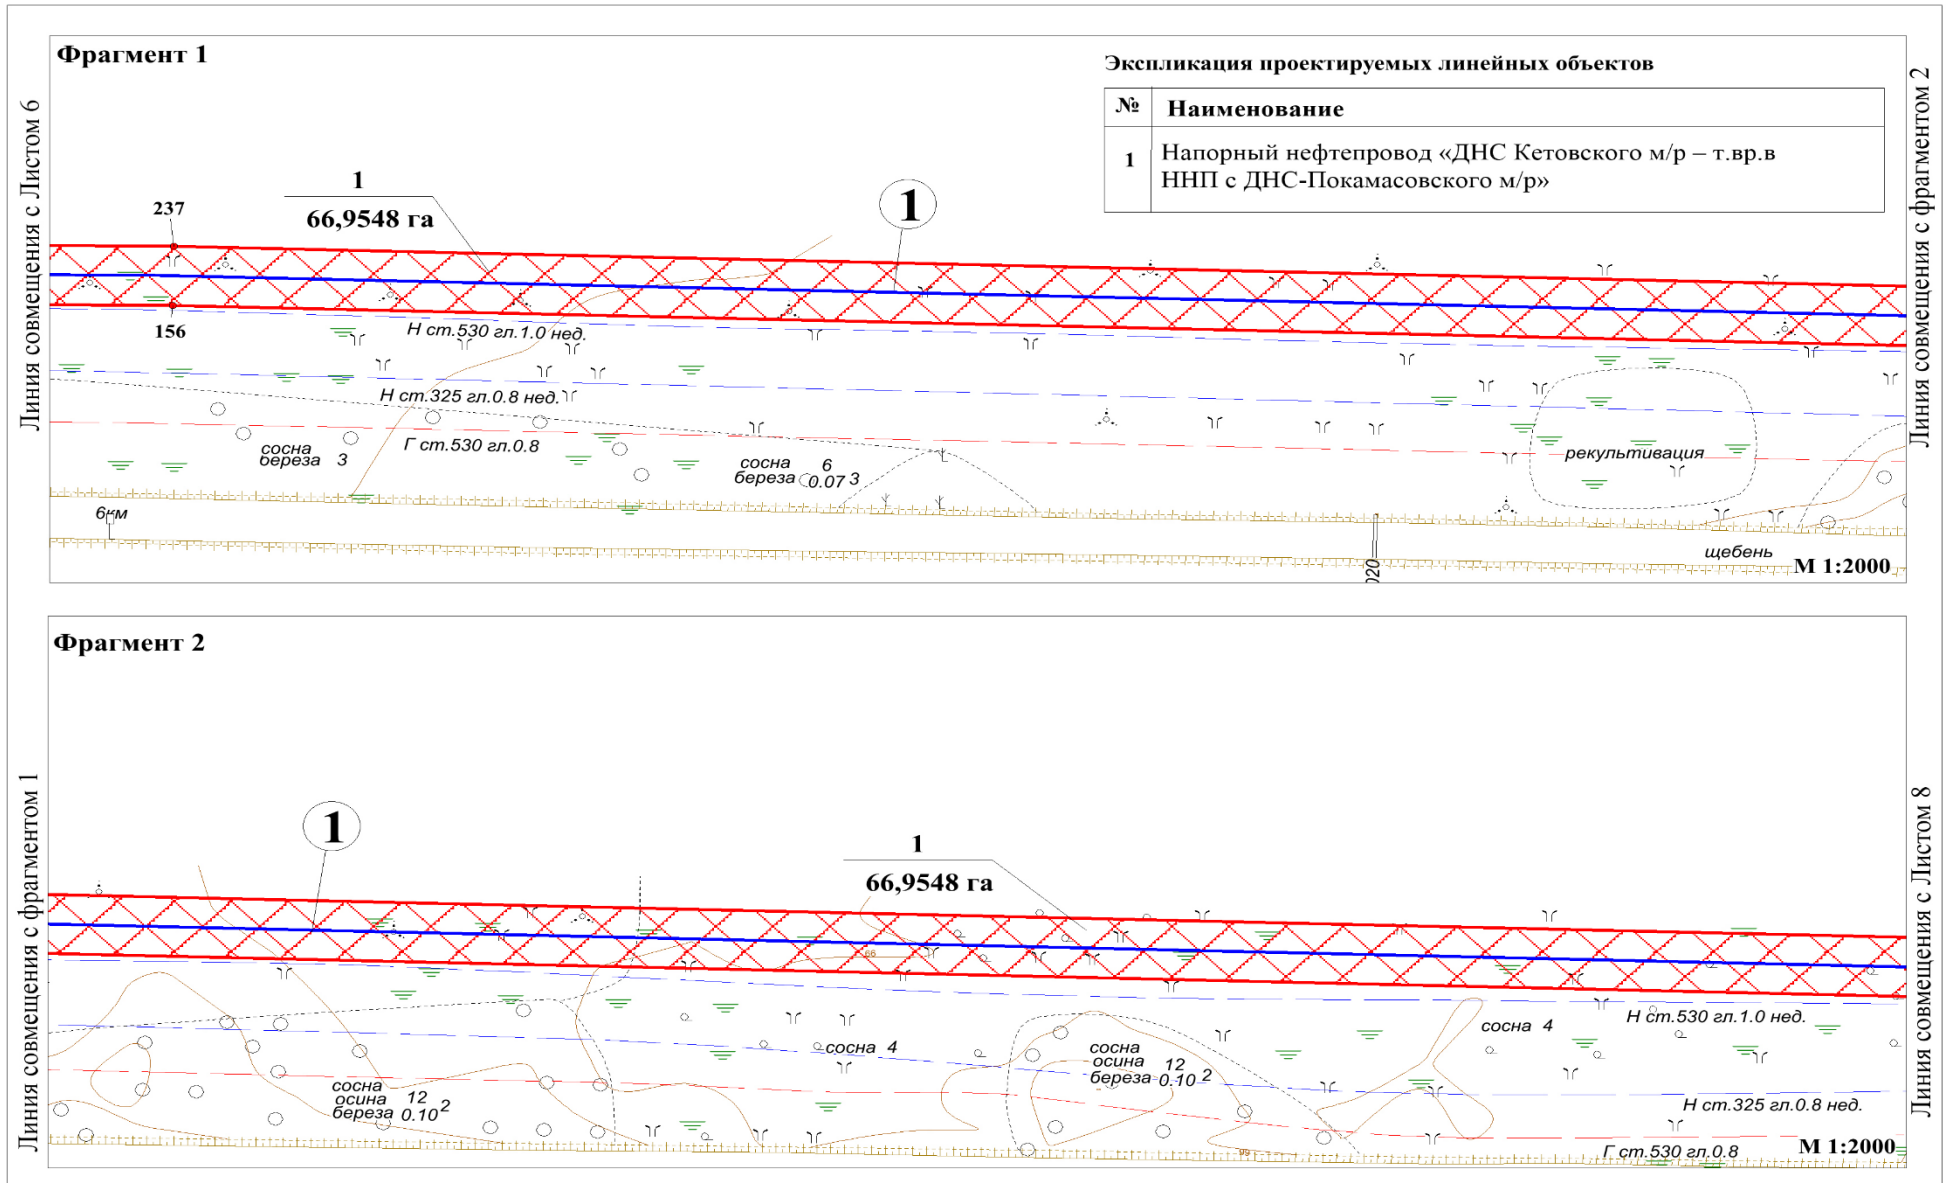 Фрагмент 1
Экспликация проектируемых линейных объектов
№ Наименование
1 Напорный нефтепровод «ДНС Кетовского м/р – т.вр.в
ННП с ДНС-Покамасовского м/р»
Линия совмещения с Листом 6
Линия совмещения с фрагментом 2
1
66,9548 га
1
237
156
Н ст.530 гл.1.0 нед.
Н ст.325 гл.0.8 нед.
Г ст.530 гл.0.8
сосна
береза 3
сосна 6
береза 0.07 3
рекультивация
6км
щебень
М 1:2000
Фрагмент 2
Линия совмещения с фрагментом 1
Линия совмещения с Листом 8
1
1
66,9548 га
66
сосна 4
сосна 4
Н ст.530 гл.1.0 нед.
сосна
осина 12
береза 0.10 2
сосна
осина 12
береза 0.10 2
Н ст.325 гл.0.8 нед.
Г ст.530 гл.0.8
М 1:2000